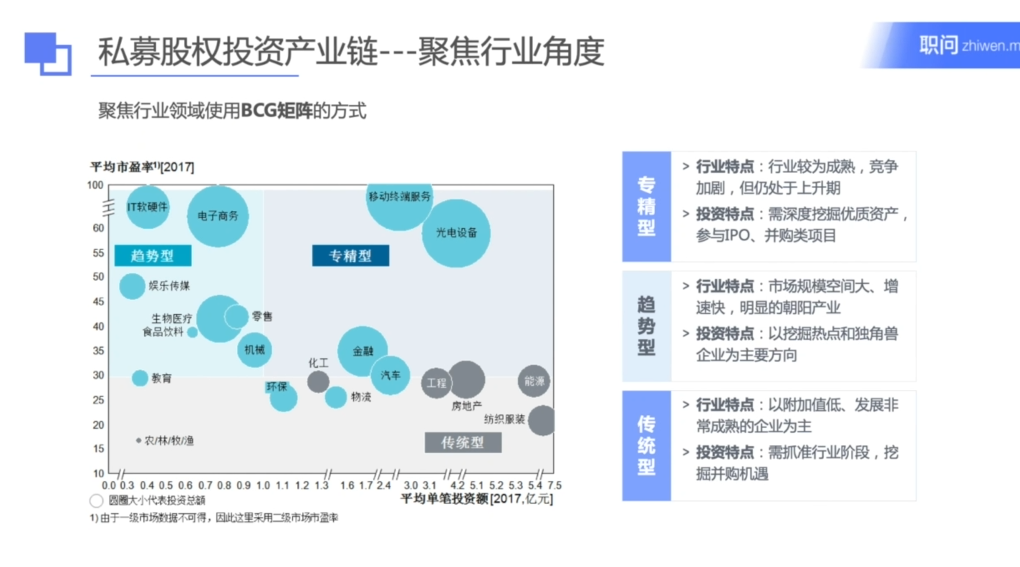 私募股权投资产业链---聚焦行业角度
职问 zhiwen.m
聚焦行业领域使用BCG矩阵的方式
平均市盈率¹⁾[2017]
100
60
55
50
45
40
35
30
25
20
15
10
IT软硬件
电子商务
移动终端服务
光电设备
趋势型
专精型
娱乐传媒
生物医疗
零售
食品饮料
机械
金融
教育
化工
汽车
环保
物流
工程
房地产
能源
纺织服装
农/林/牧/渔
传统型
0.0 0.3 0.4 0.5 0.6 0.7 0.8 0.9 1.0 1.1 1.2 1.3 1.6 1.7 2.4 3.0 3.1 4.2 5.1 5.2 5.3 5.4 7.5
圆圈大小代表投资总额
平均单笔投资额[2017,亿元]
1) 由于一级市场数据不可得，因此这里采用二级市场市盈率
专精型
> 行业特点：行业较为成熟，竞争
加剧，但仍处于上升期
> 投资特点：需深度挖掘优质资产，
参与IPO、并购类项目
趋势型
> 行业特点：市场规模空间大、增
速快，明显的朝阳产业
> 投资特点：以挖掘热点和独角兽
企业为主要方向
传统型
> 行业特点：以附加值低、发展非
常成熟的企业为主
> 投资特点：需抓准行业阶段，挖
掘并购机遇